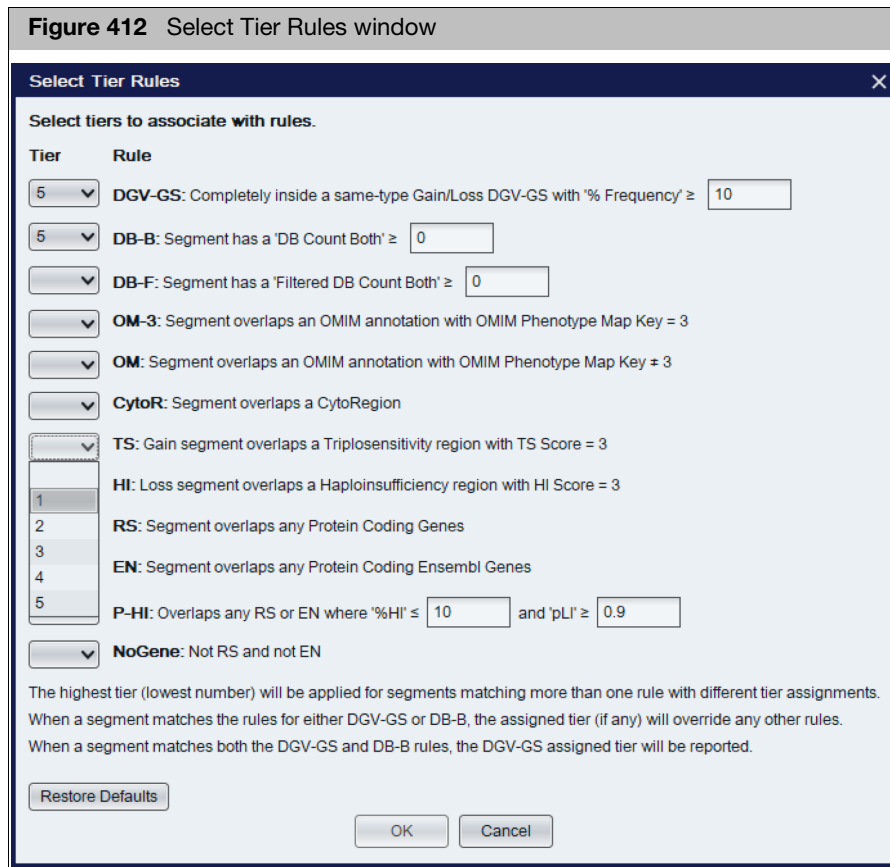 Figure 412 Select Tier Rules window
Select Tier Rules
Select tiers to associate with rules.
Tier Rule
5 DGV-GS: Completely inside a same-type Gain/Loss DGV-GS with '% Frequency' ≥ 10
5 DB-B: Segment has a 'DB Count Both' ≥ 0
DB-F: Segment has a 'Filtered DB Count Both' ≥ 0
OM-3: Segment overlaps an OMIM annotation with OMIM Phenotype Map Key = 3
OM: Segment overlaps an OMIM annotation with OMIM Phenotype Map Key ≠ 3
CytoR: Segment overlaps a CytoRegion
TS: Gain segment overlaps a Triplosensitivity region with TS Score = 3
HI: Loss segment overlaps a Haploinsufficiency region with HI Score = 3
1
2 RS: Segment overlaps any Protein Coding Genes
3
EN: Segment overlaps any Protein Coding Ensembl Genes
4
5 P-HI: Overlaps any RS or EN where '%HI' ≤ 10 and 'pLI' ≥ 0.9
NoGene: Not RS and not EN
The highest tier (lowest number) will be applied for segments matching more than one rule with different tier assignments.
When a segment matches the rules for either DGV-GS or DB-B, the assigned tier (if any) will override any other rules.
When a segment matches both the DGV-GS and DB-B rules, the DGV-GS assigned tier will be reported.
Restore Defaults
OK Cancel